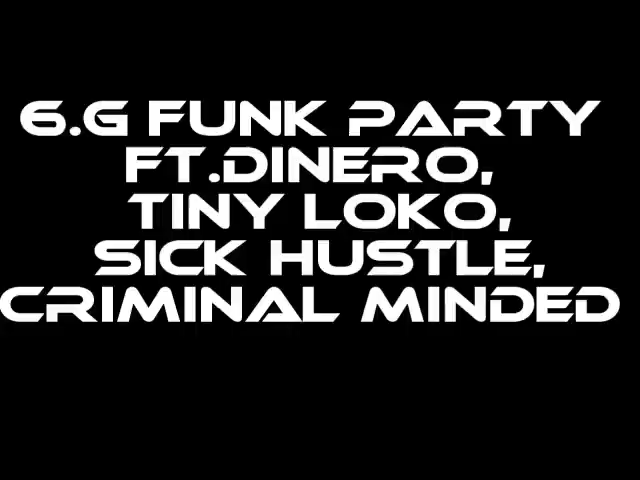 6.G FUNK PARTY
FT.DINERO,
TINY LOKO,
SICK HUSTLE,
CRIMINAL MINDED